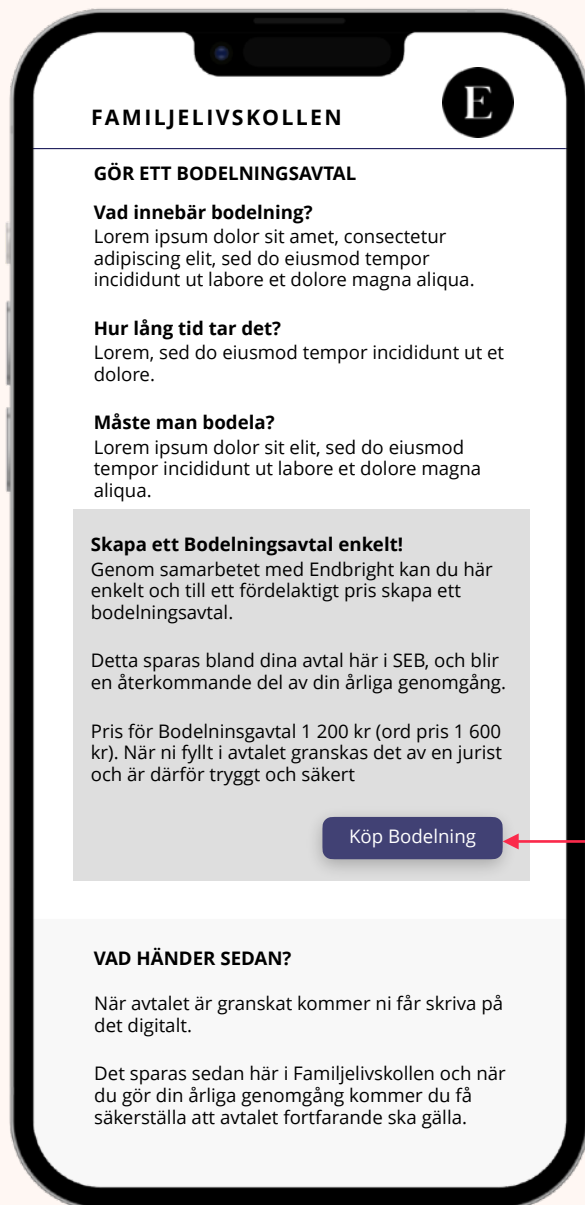 FAMILJELIVSKOLLEN
E
GÖR ETT BODELNINGSAVTAL
Vad innebär bodelning?
Lorem ipsum dolor sit amet, consectetur
adipiscing elit, sed do eiusmod tempor
incididunt ut labore et dolore magna aliqua.
Hur lång tid tar det?
Lorem, sed do eiusmod tempor incididunt ut et
dolore.
Måste man bodela?
Lorem ipsum dolor sit elit, sed do eiusmod
tempor incididunt ut labore et dolore magna
aliqua.
Skapa ett Bodelningsavtal enkelt!
Genom samarbetet med Endbright kan du här
enkelt och till ett fördelaktigt pris skapa ett
bodelningsavtal.
Detta sparas bland dina avtal här i SEB, och blir
en återkommande del av din årliga genomgång.
Pris för Bodelninsgavtal 1 200 kr (ord pris 1 600
kr). När ni fyllt i avtalet granskas det av en jurist
och är därför tryggt och säkert
Köp Bodelning
VAD HÄNDER SEDAN?
När avtalet är granskat kommer ni får skriva på
det digitalt.
Det sparas sedan här i Familjelivskollen och när
du gör din årliga genomgång kommer du få
säkerställa att avtalet fortfarande ska gälla.